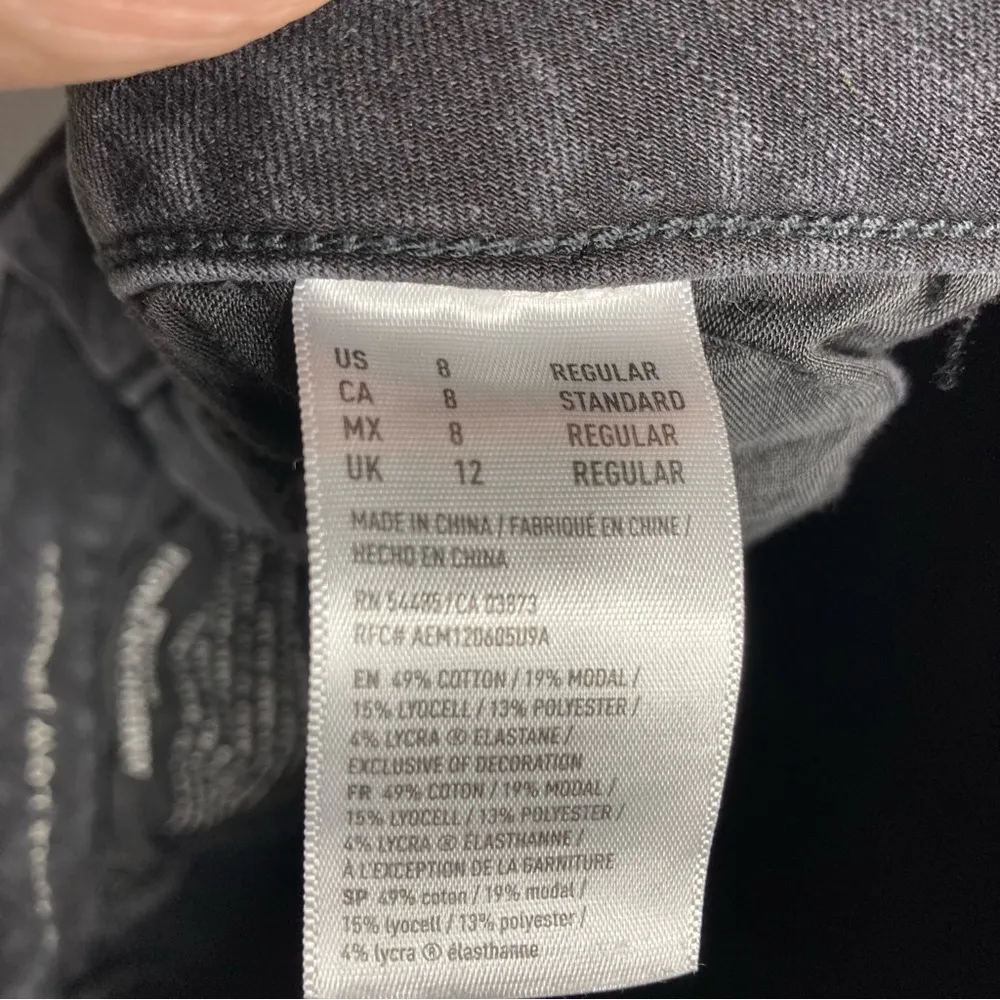 US 8 REGULAR
CA 8 STANDARD
MX 8 REGULAR
UK 12 REGULAR
MADE IN CHINA / FABRIQUÉ EN CHINE /
HECHO EN CHINA
RN 54485/CA 03873
RFC# AEM120605U9A
EN 49% COTTON / 19% MODAL /
15% LYOCELL / 13% POLYESTER /
4% LYCRA ® ELASTANE /
EXCLUSIVE OF DECORATION
FR 49% COTON / 19% MODAL /
15% LYOCELL / 13% POLYESTER /
4% LYCRA ® ÉLASTHANNE /
À L'EXCEPTION DE LA GARNITURE
SP 49% coton / 19% modal /
15% lyocell / 13% polyester /
4% lycra ® élasthanne